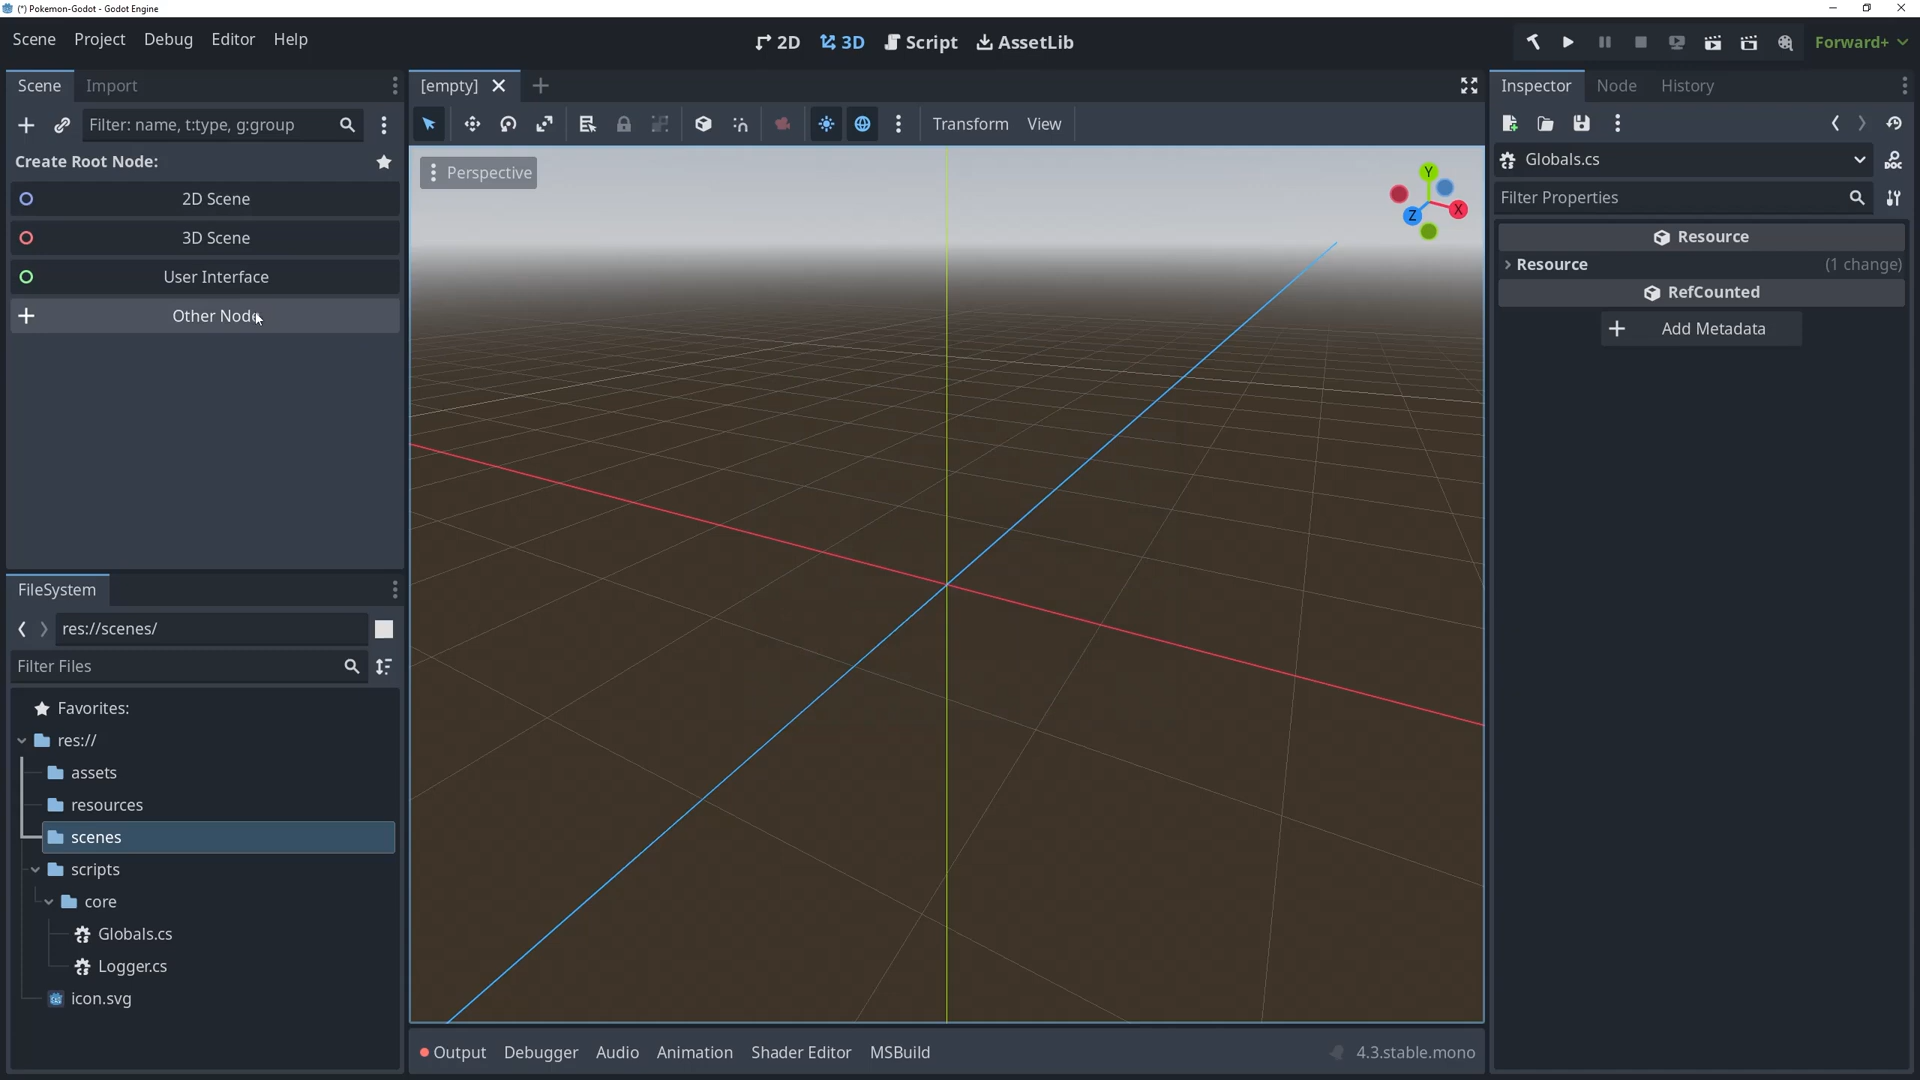 (*) Pokemon-Godot - Godot Engine
Scene Project Debug Editor Help
2D 3D Script AssetLib
Forward+
Scene Import
Filter: name, t:type, g:group
Create Root Node:
2D Scene
3D Scene
User Interface
Other Node
[empty]
Transform View
Perspective
Y
X
Z
Inspector Node History
Globals.cs
Filter Properties
Resource
Resource (1 change)
RefCounted
Add Metadata
FileSystem
res://scenes/
Filter Files
Favorites:
res://
assets
resources
scenes
scripts
core
Globals.cs
Logger.cs
icon.svg
Output Debugger Audio Animation Shader Editor MSBuild
4.3.stable.mono